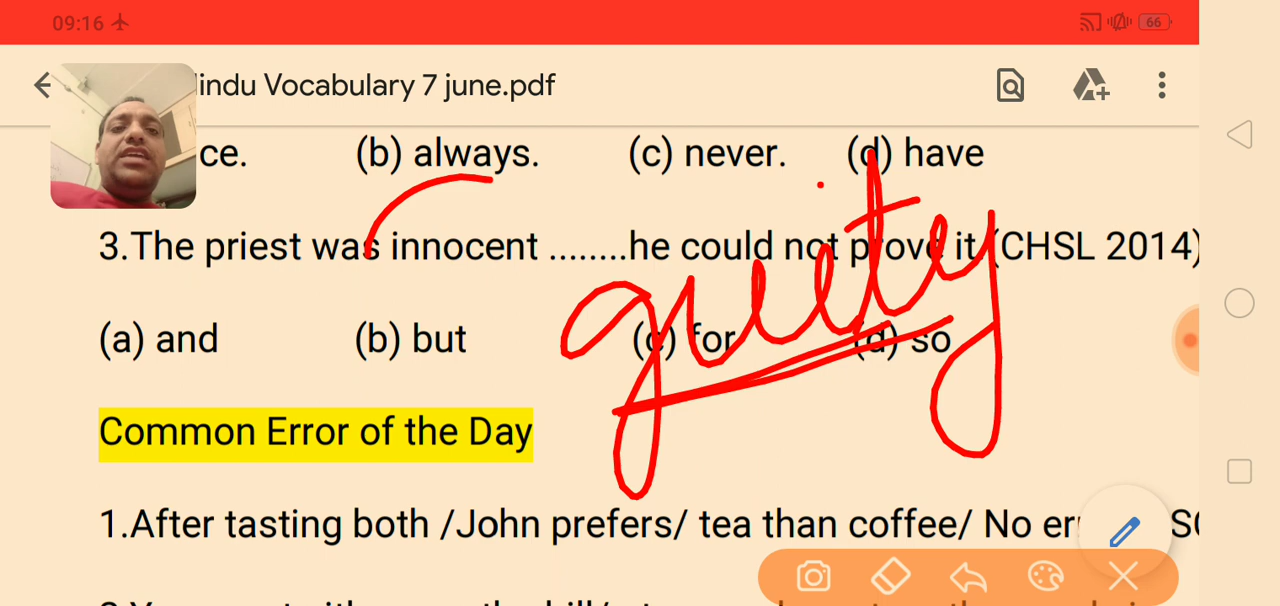 09:16 66
indu Vocabulary 7 june.pdf
ce. (b) always. (c) never. (d) have
3.The priest was innocent ........he could not prove it.(CHSL 2014)
guilty
(a) and (b) but (c) for (d) so
Common Error of the Day
1.After tasting both /John prefers/ tea than coffee/ No er